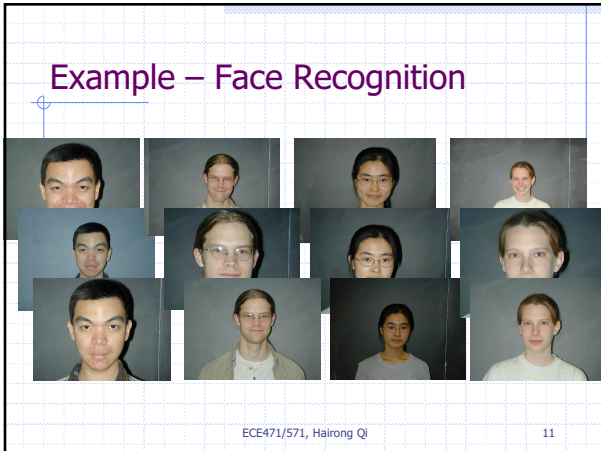 Example – Face Recognition
ECE471/571, Hairong Qi
11